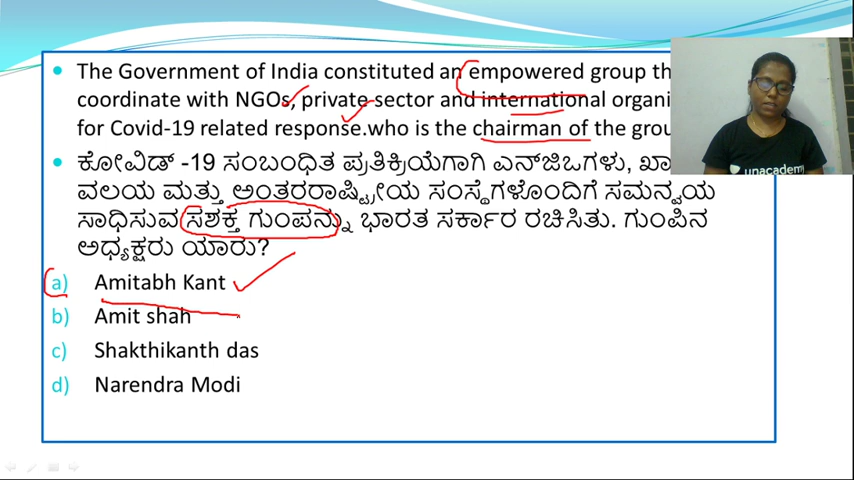 The Government of India constituted an empowered group th
coordinate with NGOs, private sector and international organi
for Covid-19 related response.who is the chairman of the grou
ಕೋವಿಡ್ -19 ಸಂಬಂಧಿತ ಪ್ರತಿಕ್ರಿಯೆಗಾಗಿ ಎನ್‌ಜಿಒಗಳು, ಖಾ
ವಲಯ ಮತ್ತು ಅಂತರರಾಷ್ಟ್ರೀಯ ಸಂಸ್ಥೆಗಳೊಂದಿಗೆ ಸಮನ್ವಯ
ಸಾಧಿಸುವ ಸಶಕ್ತ ಗುಂಪನ್ನು ಭಾರತ ಸರ್ಕಾರ ರಚಿಸಿತು. ಗುಂಪಿನ
ಅಧ್ಯಕ್ಷರು ಯಾರು?
a) Amitabh Kant
b) Amit shah
c) Shakthikanth das
d) Narendra Modi
unacademy